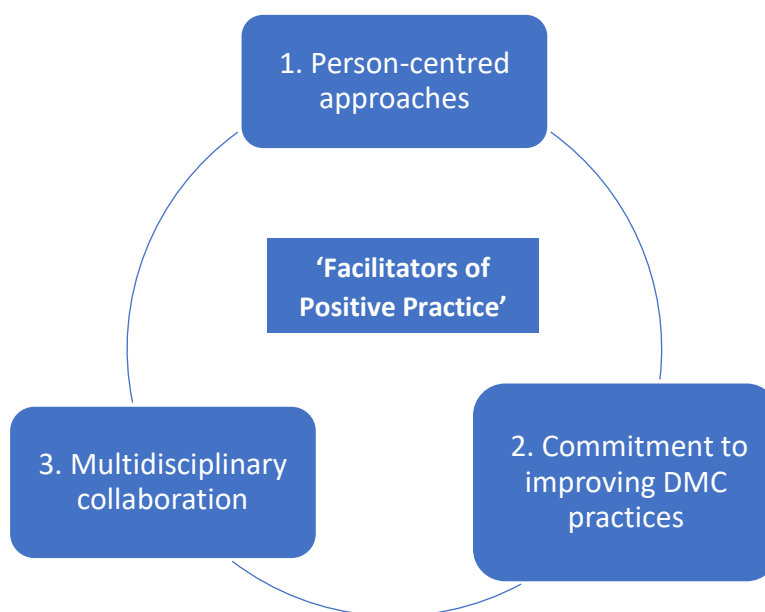 1. Person-centred
approaches
‘Facilitators of
Positive Practice’
2. Commitment to
improving DMC
practices
3. Multidisciplinary
collaboration